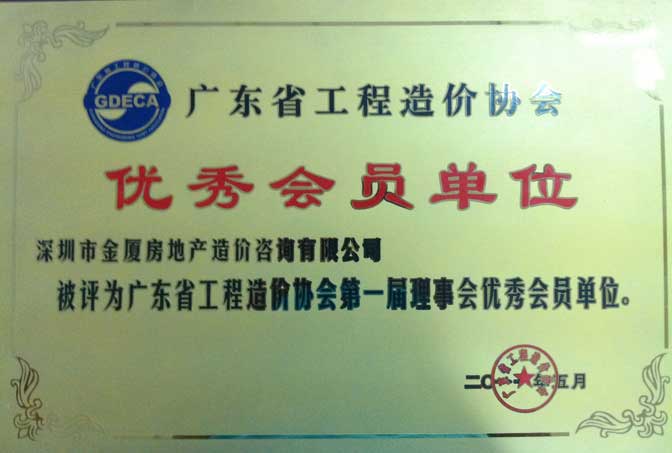 GDECA
广东省工程造价协会
优秀会员单位
深圳市金厦房地产造价咨询有限公司
被评为广东省工程造价协会第一届理事会优秀会员单位。
二〇一 年五月